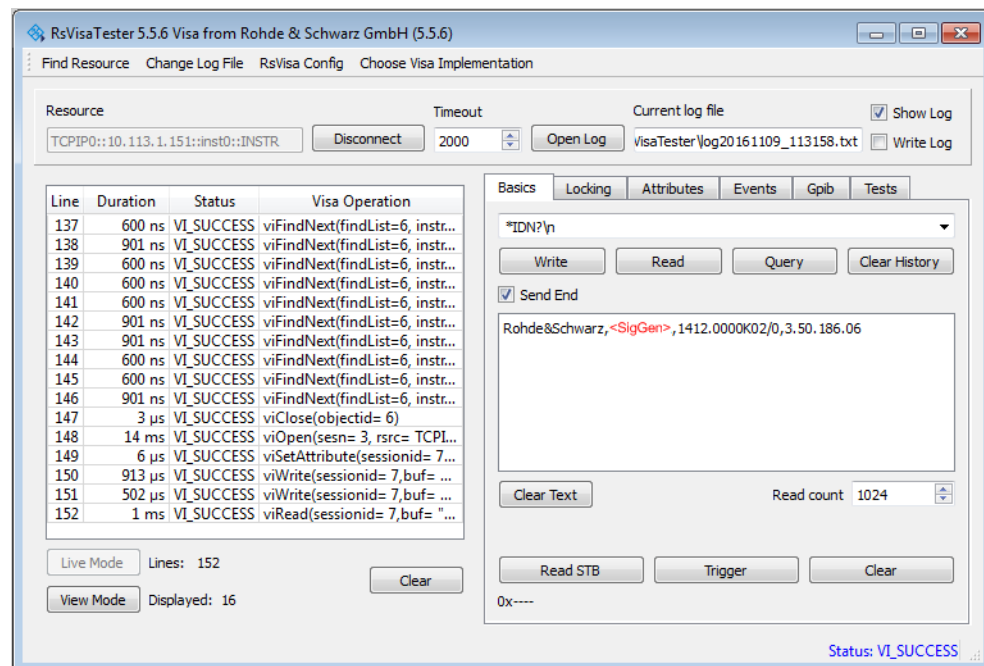 RsVisaTester 5.5.6 Visa from Rohde & Schwarz GmbH (5.5.6)
Find Resource Change Log File RsVisa Config Choose Visa Implementation
Resource Timeout Current log file Show Log
TCPIP0::10.113.1.151::inst0::INSTR Disconnect 2000 Open Log VisaTester\log20161109_113158.txt Write Log
Line Duration Status Visa Operation
137 600 ns VI_SUCCESS viFindNext(findList=6, instr...
138 901 ns VI_SUCCESS viFindNext(findList=6, instr...
139 600 ns VI_SUCCESS viFindNext(findList=6, instr...
140 600 ns VI_SUCCESS viFindNext(findList=6, instr...
141 600 ns VI_SUCCESS viFindNext(findList=6, instr...
142 901 ns VI_SUCCESS viFindNext(findList=6, instr...
143 901 ns VI_SUCCESS viFindNext(findList=6, instr...
144 600 ns VI_SUCCESS viFindNext(findList=6, instr...
145 600 ns VI_SUCCESS viFindNext(findList=6, instr...
146 901 ns VI_SUCCESS viFindNext(findList=6, instr...
147 3 µs VI_SUCCESS viClose(objectid= 6)
148 14 ms VI_SUCCESS viOpen(sesn= 3, rsrc= TCPI...
149 6 µs VI_SUCCESS viSetAttribute(sessionid= 7...
150 913 µs VI_SUCCESS viWrite(sessionid= 7,buf= ...
151 502 µs VI_SUCCESS viWrite(sessionid= 7,buf= ...
152 1 ms VI_SUCCESS viRead(sessionid= 7,buf= "...
Live Mode Lines: 152
Clear
View Mode Displayed: 16
Basics Locking Attributes Events Gpib Tests
*IDN?\n
Write Read Query Clear History
Send End
Rohde&Schwarz,<SigGen>,1412.0000K02/0,3.50.186.06
Clear Text Read count 1024
Read STB Trigger Clear
0x----
Status: VI_SUCCESS